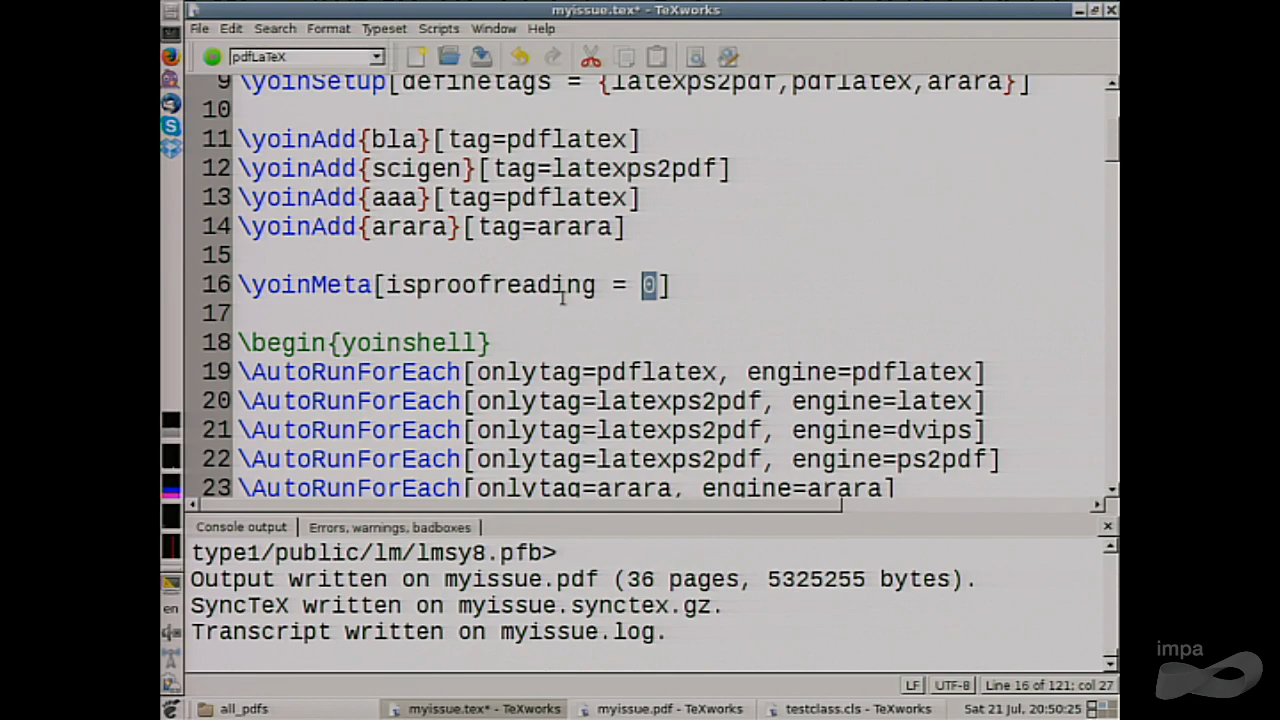 myissue.tex* - TeXworks
File Edit Search Format Typeset Scripts Window Help
pdfLaTeX
9 \yoinSetup[definetags = {latexps2pdf,pdflatex,arara}]
10
11 \yoinAdd{bla}[tag=pdflatex]
12 \yoinAdd{scigen}[tag=latexps2pdf]
13 \yoinAdd{aaa}[tag=pdflatex]
14 \yoinAdd{arara}[tag=arara]
15
16 \yoinMeta[isproofreading = 0]
17
18 \begin{yoinshell}
19 \AutoRunForEach[onlytag=pdflatex, engine=pdflatex]
20 \AutoRunForEach[onlytag=latexps2pdf, engine=latex]
21 \AutoRunForEach[onlytag=latexps2pdf, engine=dvips]
22 \AutoRunForEach[onlytag=latexps2pdf, engine=ps2pdf]
23 \AutoRunForEach[onlytag=arara, engine=arara]
Console output Errors, warnings, badboxes
type1/public/lm/lmsy8.pfb>
Output written on myissue.pdf (36 pages, 5325255 bytes).
SyncTeX written on myissue.synctex.gz.
Transcript written on myissue.log.
en
impa
LF UTF-8 Line 16 of 121; col 27
all_pdfs myissue.tex* - TeXworks myissue.pdf - TeXworks testclass.cls - TeXworks Sat 21 Jul, 20:50:25